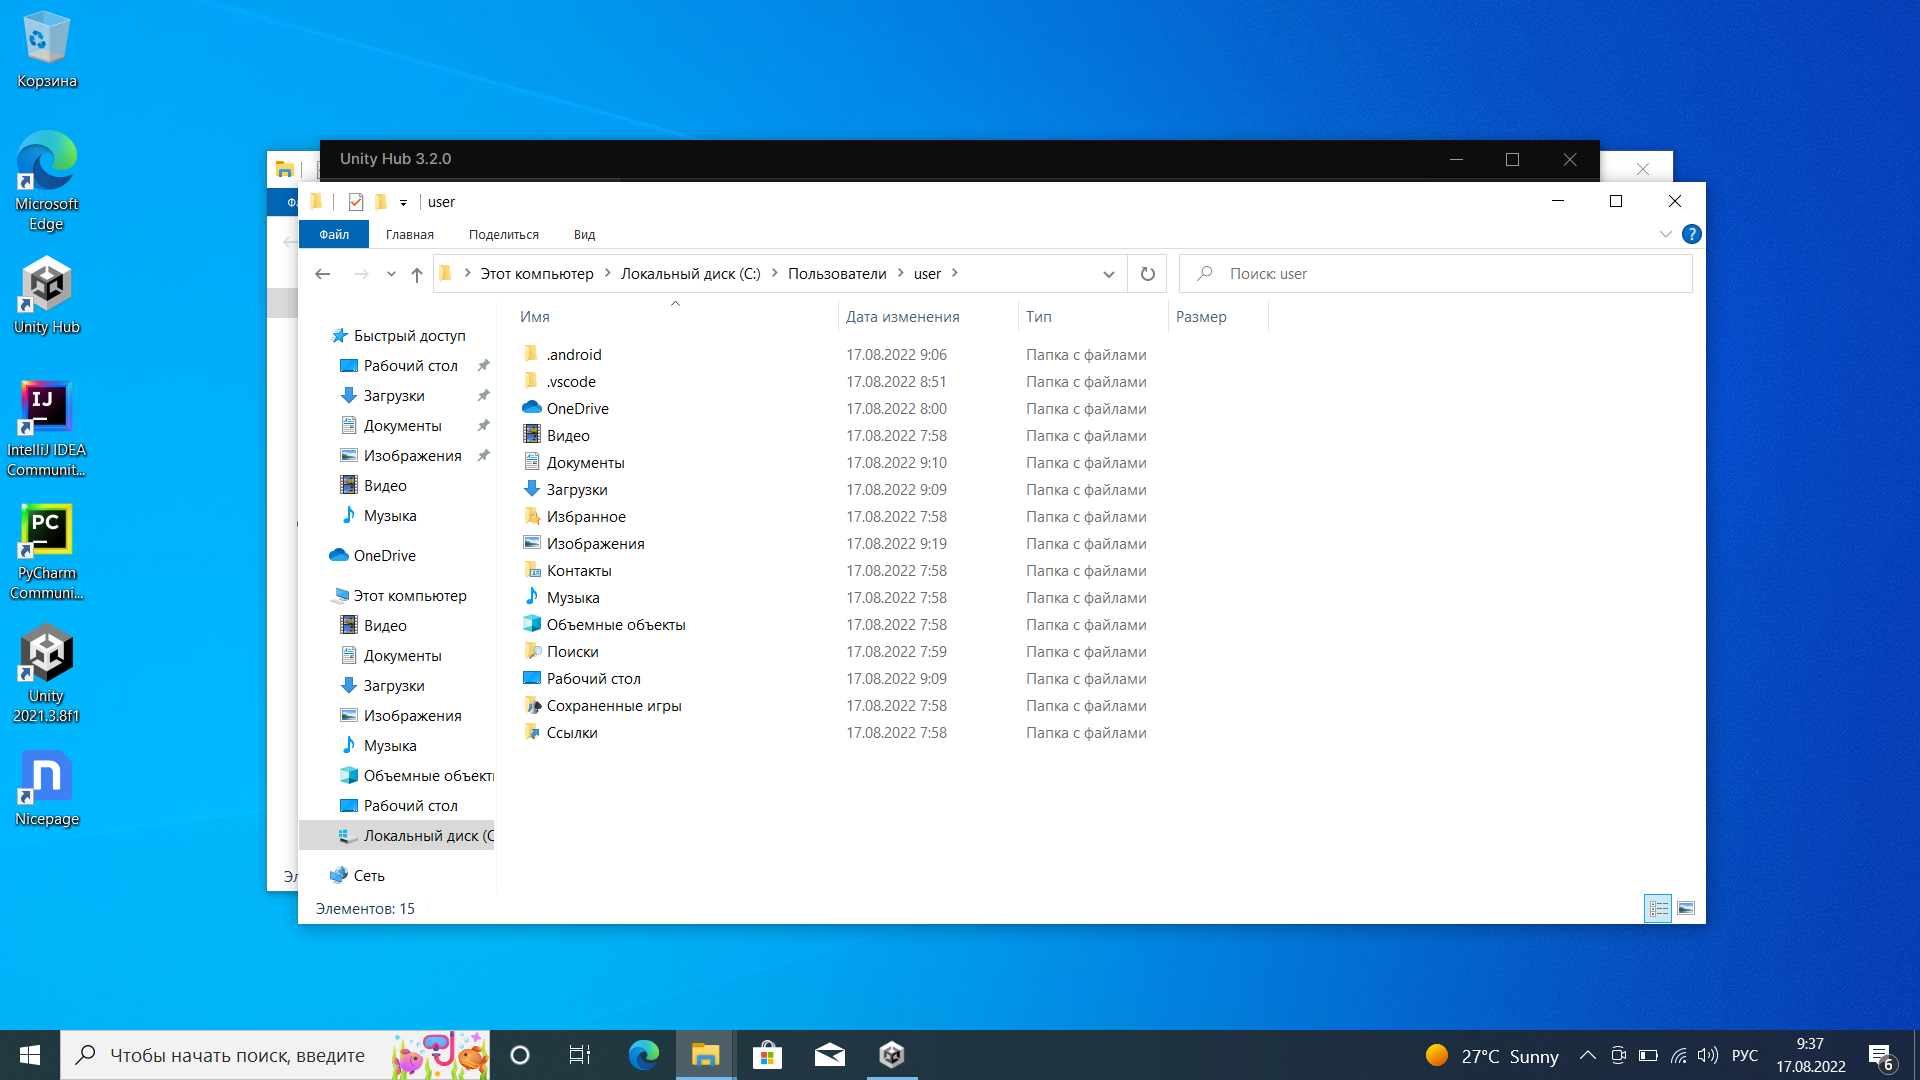 Корзина
Microsoft
Edge
Unity Hub
IntelliJ IDEA
Communit...
PyCharm
Communi...
Unity
2021.3.8f1
Nicepage
Unity Hub 3.2.0
user
Файл Главная Поделиться Вид
Этот компьютер Локальный диск (C:) Пользователи user
Поиск: user
Имя Дата изменения Тип Размер
Быстрый доступ
Рабочий стол
Загрузки
Документы
Изображения
Видео
Музыка
OneDrive
Этот компьютер
Видео
Документы
Загрузки
Изображения
Музыка
Объемные объекты
Рабочий стол
Локальный диск (C
Сеть
.android 17.08.2022 9:06 Папка с файлами
.vscode 17.08.2022 8:51 Папка с файлами
OneDrive 17.08.2022 8:00 Папка с файлами
Видео 17.08.2022 7:58 Папка с файлами
Документы 17.08.2022 9:10 Папка с файлами
Загрузки 17.08.2022 9:09 Папка с файлами
Избранное 17.08.2022 7:58 Папка с файлами
Изображения 17.08.2022 9:19 Папка с файлами
Контакты 17.08.2022 7:58 Папка с файлами
Музыка 17.08.2022 7:58 Папка с файлами
Объемные объекты 17.08.2022 7:58 Папка с файлами
Поиски 17.08.2022 7:59 Папка с файлами
Рабочий стол 17.08.2022 9:09 Папка с файлами
Сохраненные игры 17.08.2022 7:58 Папка с файлами
Ссылки 17.08.2022 7:58 Папка с файлами
Элементов: 15
Чтобы начать поиск, введите
27°C Sunny
РУС
9:37
17.08.2022
6